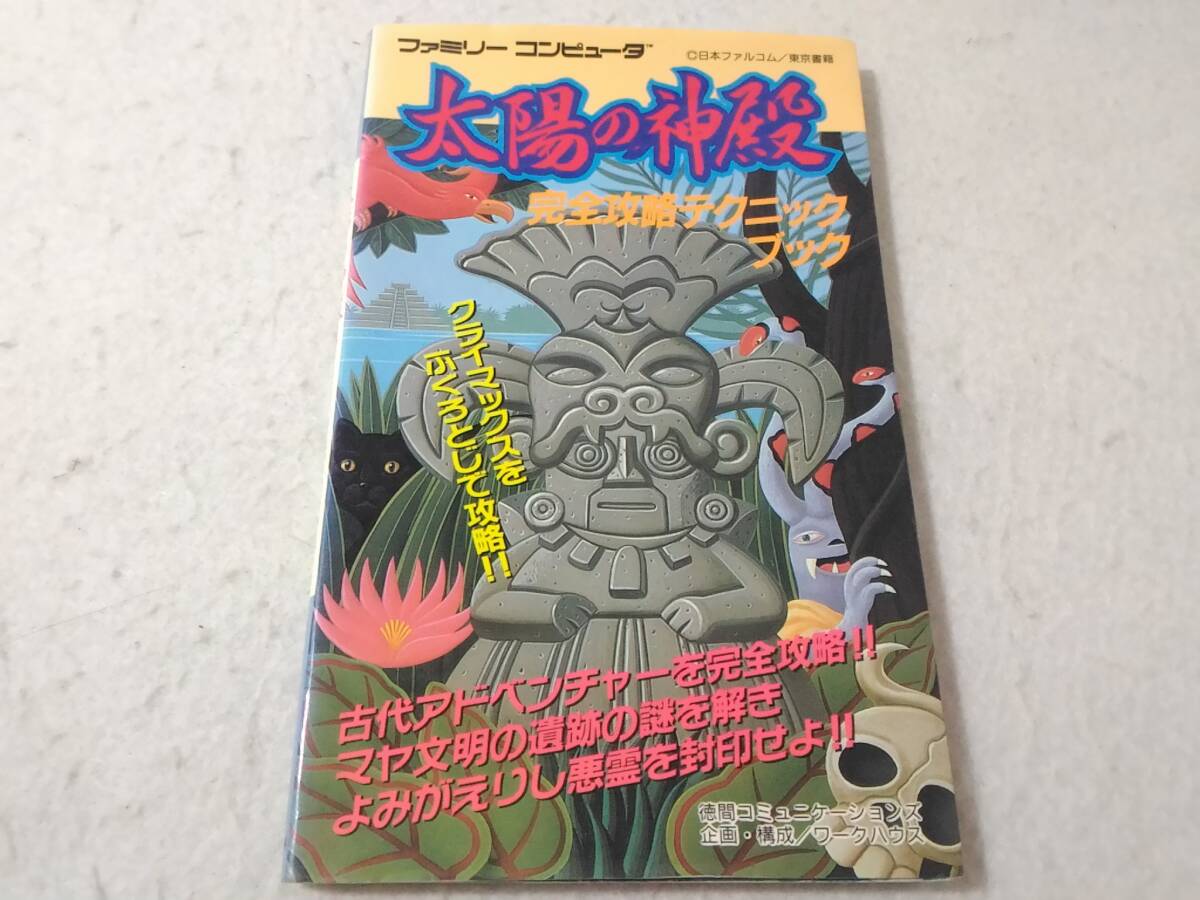 ファミリー コンピュータ™
©日本ファルコム／東京書籍
太陽の神殿
完全攻略テクニック
ブック
クライマックスを
ふくろとじで攻略!!
古代アドベンチャーを完全攻略!!
マヤ文明の遺跡の謎を解き
よみがえりし悪霊を封印せよ!!
徳間コミュニケーションズ
企画・構成／ワークハウス